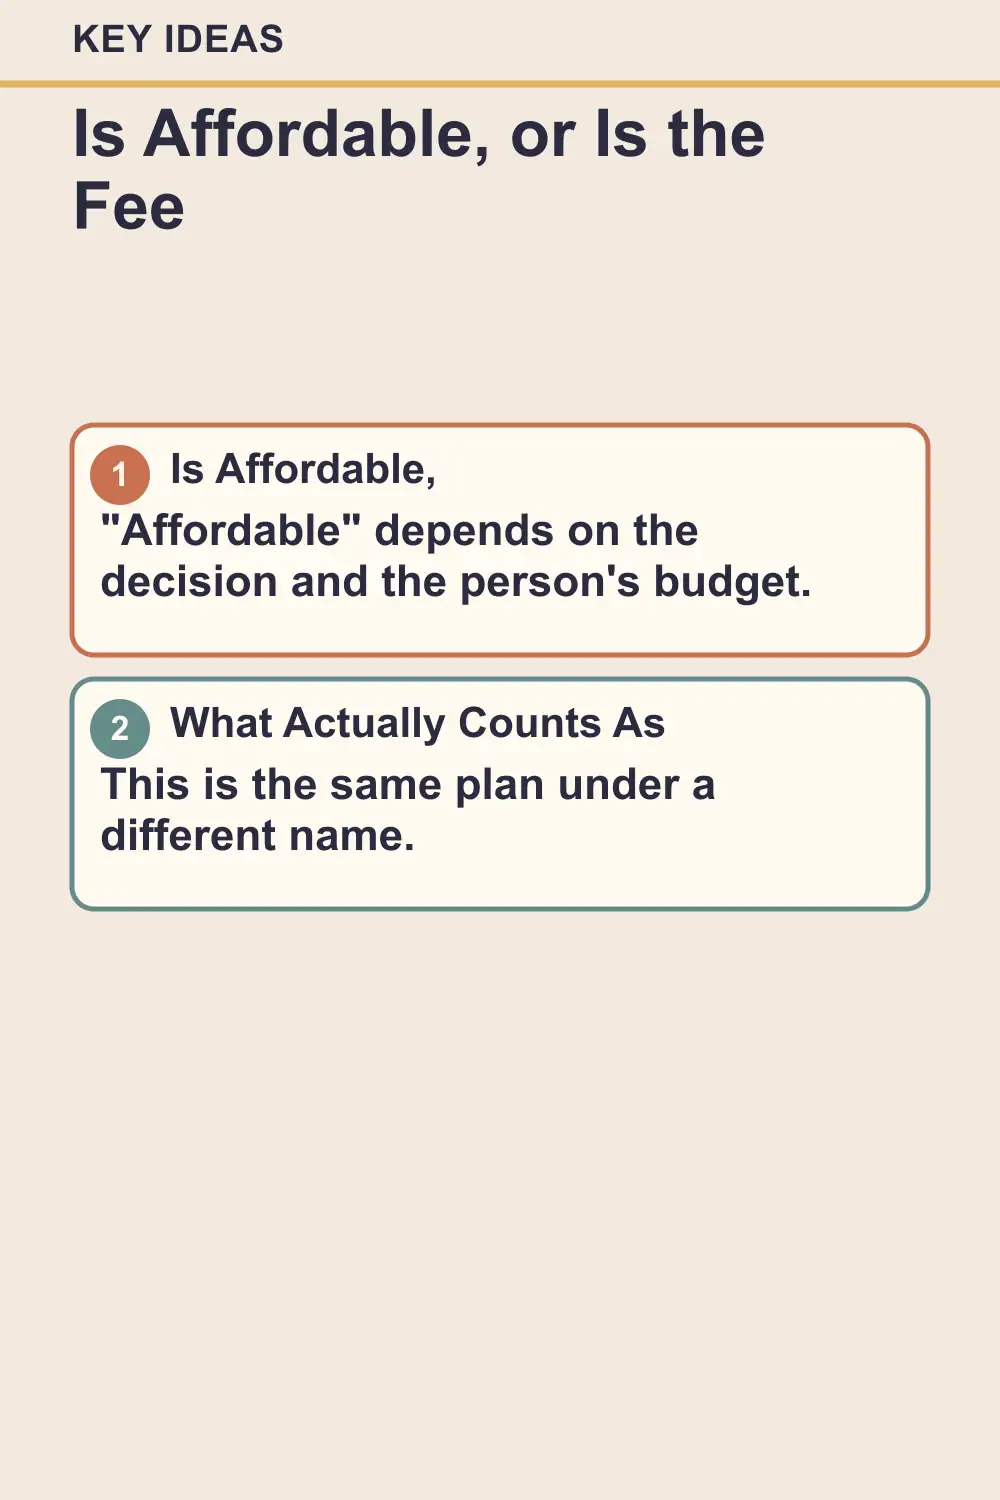 KEY IDEAS
Is Affordable, or Is the
Fee
1 Is Affordable,
"Affordable" depends on the
decision and the person's budget.
2 What Actually Counts As
This is the same plan under a
different name.